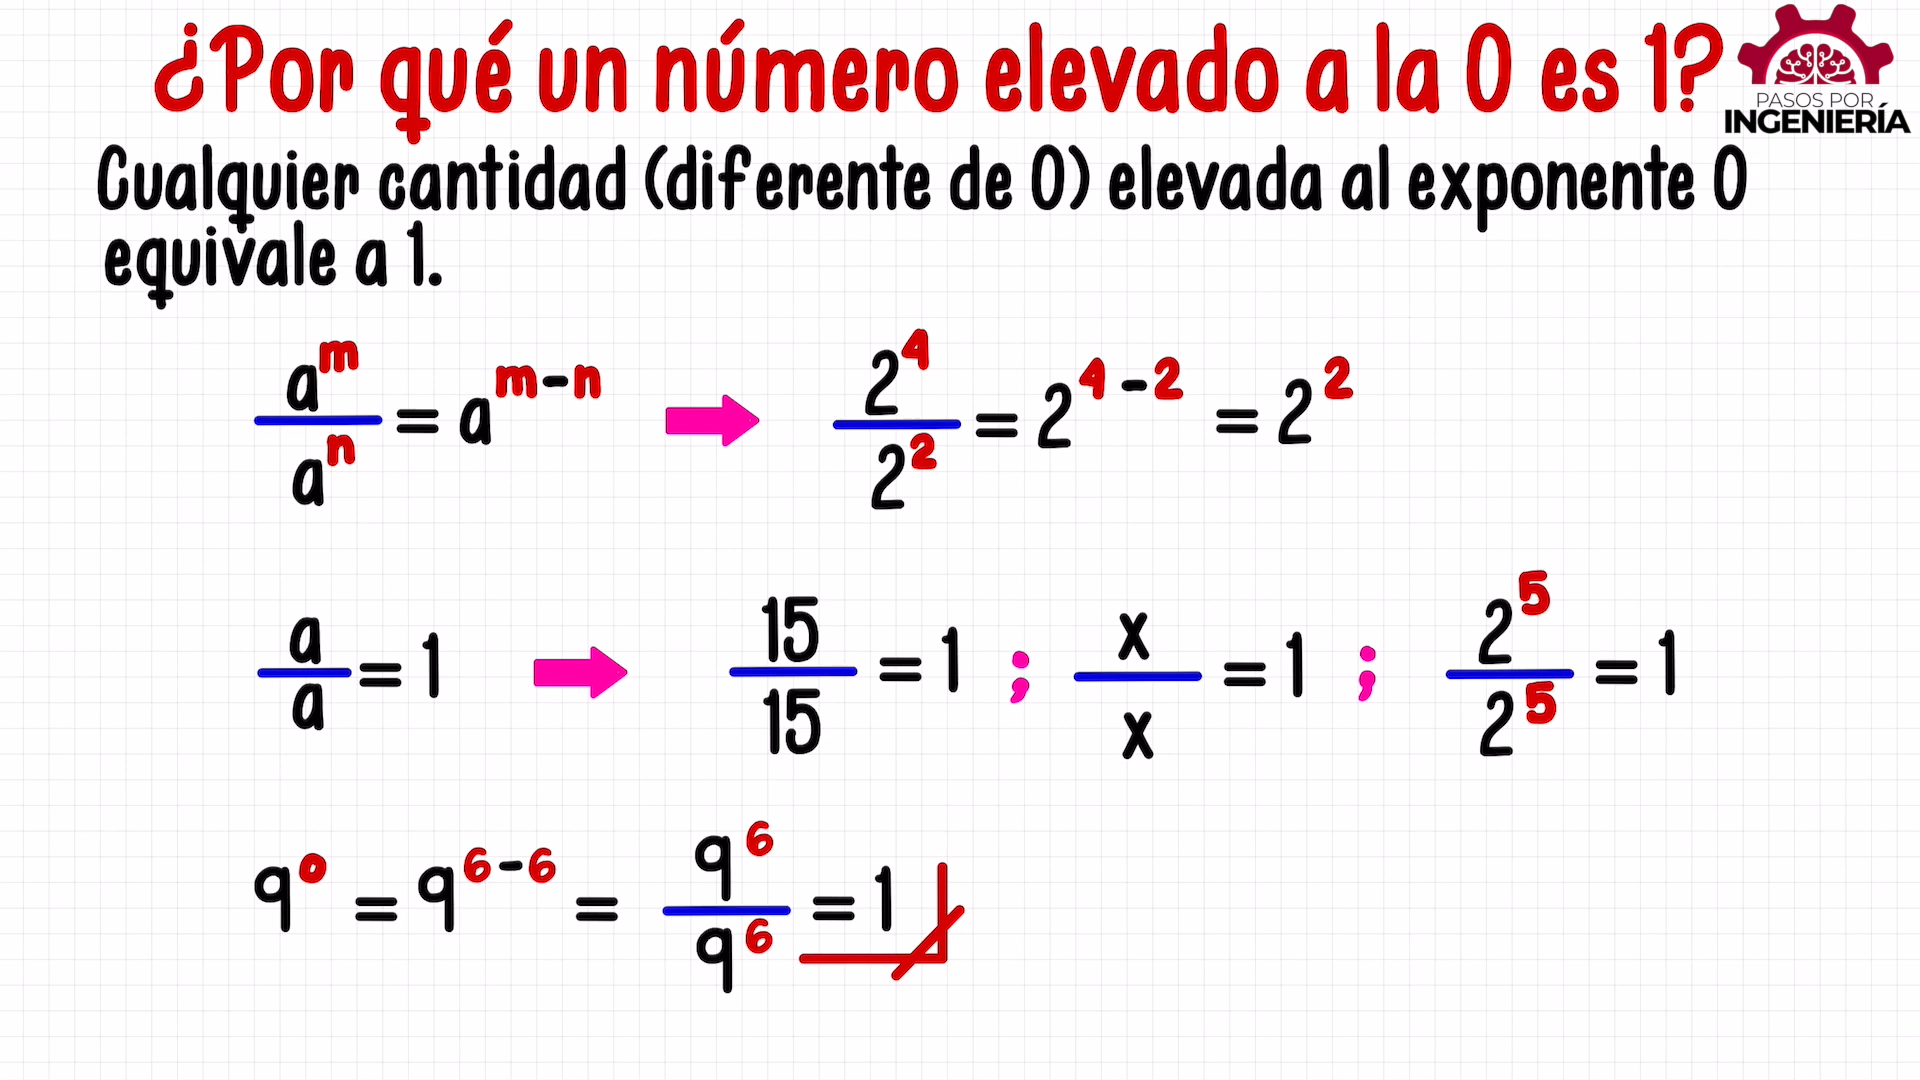 ¿Por qué un número elevado a la 0 es 1?
PASOS POR
INGENIERÍA
Cualquier cantidad (diferente de 0) elevada al exponente 0
equivale a 1.
a^m / a^n = a^(m-n) ➡ 2^4 / 2^2 = 2^(4-2) = 2^2
a / a = 1 ➡ 15 / 15 = 1 ; x / x = 1 ; 2^5 / 2^5 = 1
9^0 = 9^(6-6) = 9^6 / 9^6 = 1